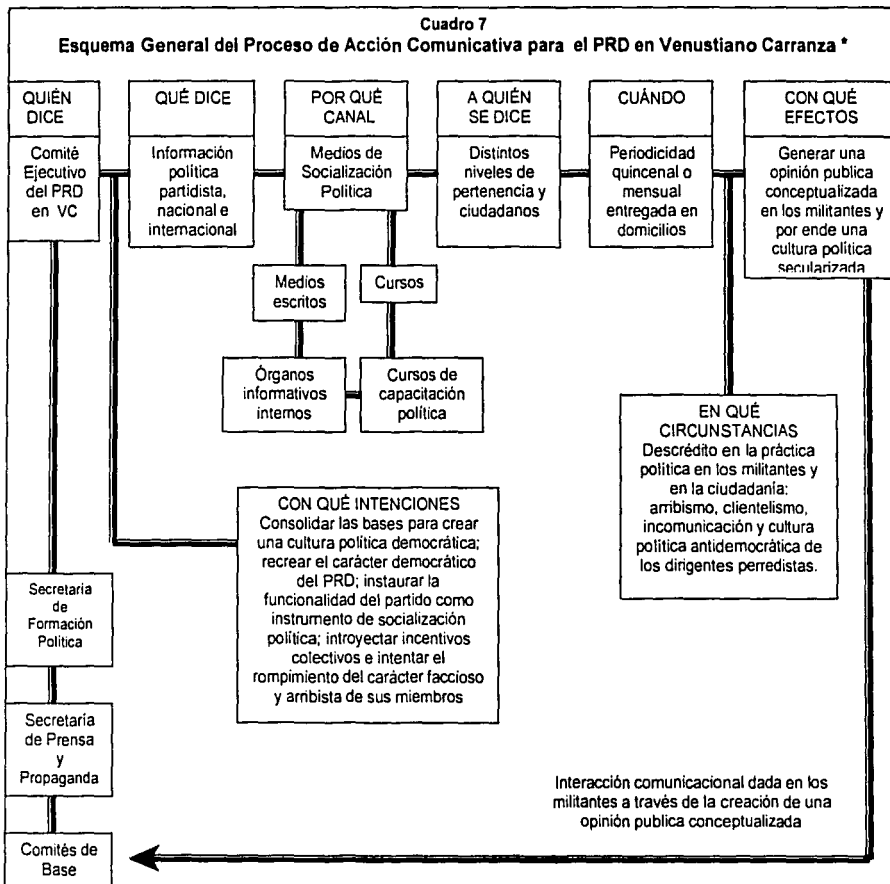 Cuadro 7
Esquema General del Proceso de Acción Comunicativa para el PRD en Venustiano Carranza *
QUIÉN
DICE
Comité
Ejecutivo
del PRD
en VC
QUÉ DICE
Información
política
partidista,
nacional e
internacional
POR QUÉ
CANAL
Medios de
Socialización
Política
A QUIÉN
SE DICE
Distintos
niveles de
pertenencia y
ciudadanos
CUÁNDO
Periodicidad
quincenal o
mensual
entregada en
domicilios
CON QUÉ
EFECTOS
Generar una
opinión publica
conceptualizada
en los militantes y
por ende una
cultura política
secularizada
Medios
escritos
Cursos
Órganos
informativos
internos
Cursos de
capacitación
política
EN QUÉ
CIRCUNSTANCIAS
Descrédito en la práctica
política en los militantes y
en la ciudadanía:
arribismo, clientelismo,
incomunicación y cultura
política antidemocrática de
los dirigentes perredistas.
CON QUÉ INTENCIONES
Consolidar las bases para crear
una cultura política democrática;
recrear el carácter democrático
del PRD; instaurar la
funcionalidad del partido como
instrumento de socialización
política; introyectar incentivos
colectivos e intentar el
rompimiento del carácter faccioso
y arribista de sus miembros
Secretaría
de
Formación
Política
Secretaría
de Prensa
y
Propaganda
Comités de
Base
Interacción comunicacional dada en los
militantes a través de la creación de una
opinión publica conceptualizada